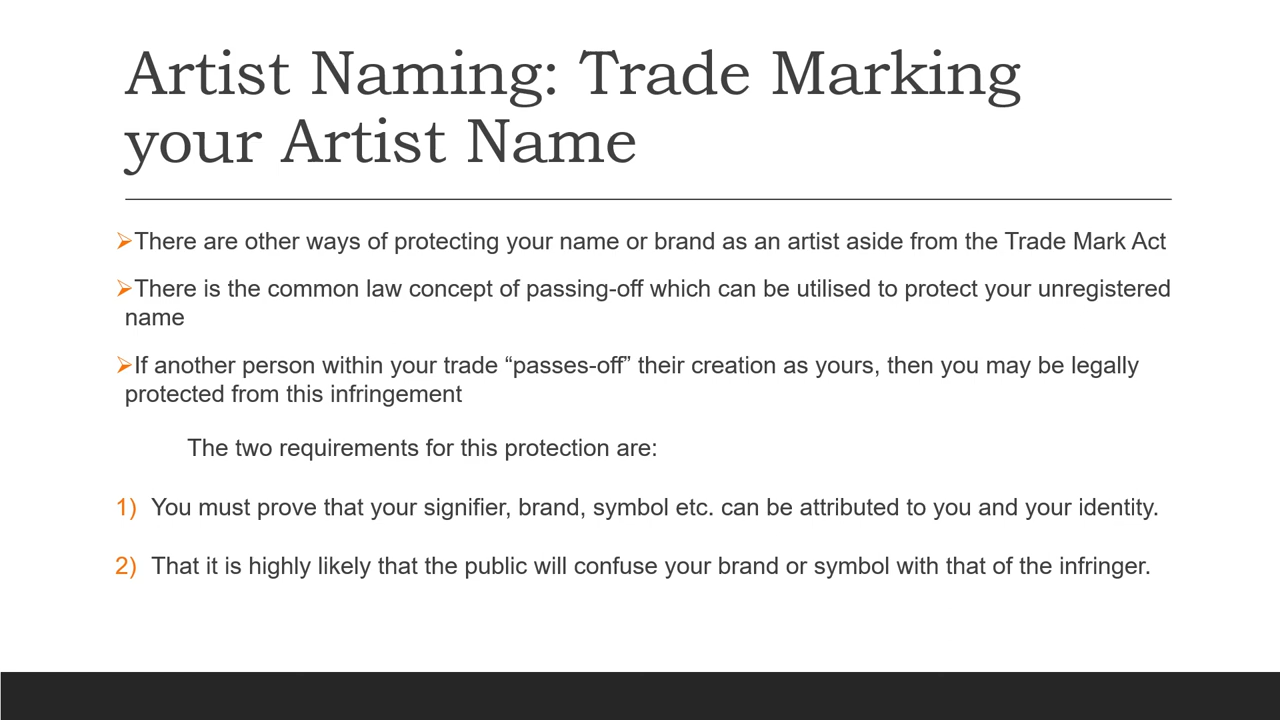 Artist Naming: Trade Marking
your Artist Name
➢There are other ways of protecting your name or brand as an artist aside from the Trade Mark Act
➢There is the common law concept of passing-off which can be utilised to protect your unregistered
name
➢If another person within your trade “passes-off” their creation as yours, then you may be legally
protected from this infringement
The two requirements for this protection are:
1) You must prove that your signifier, brand, symbol etc. can be attributed to you and your identity.
2) That it is highly likely that the public will confuse your brand or symbol with that of the infringer.